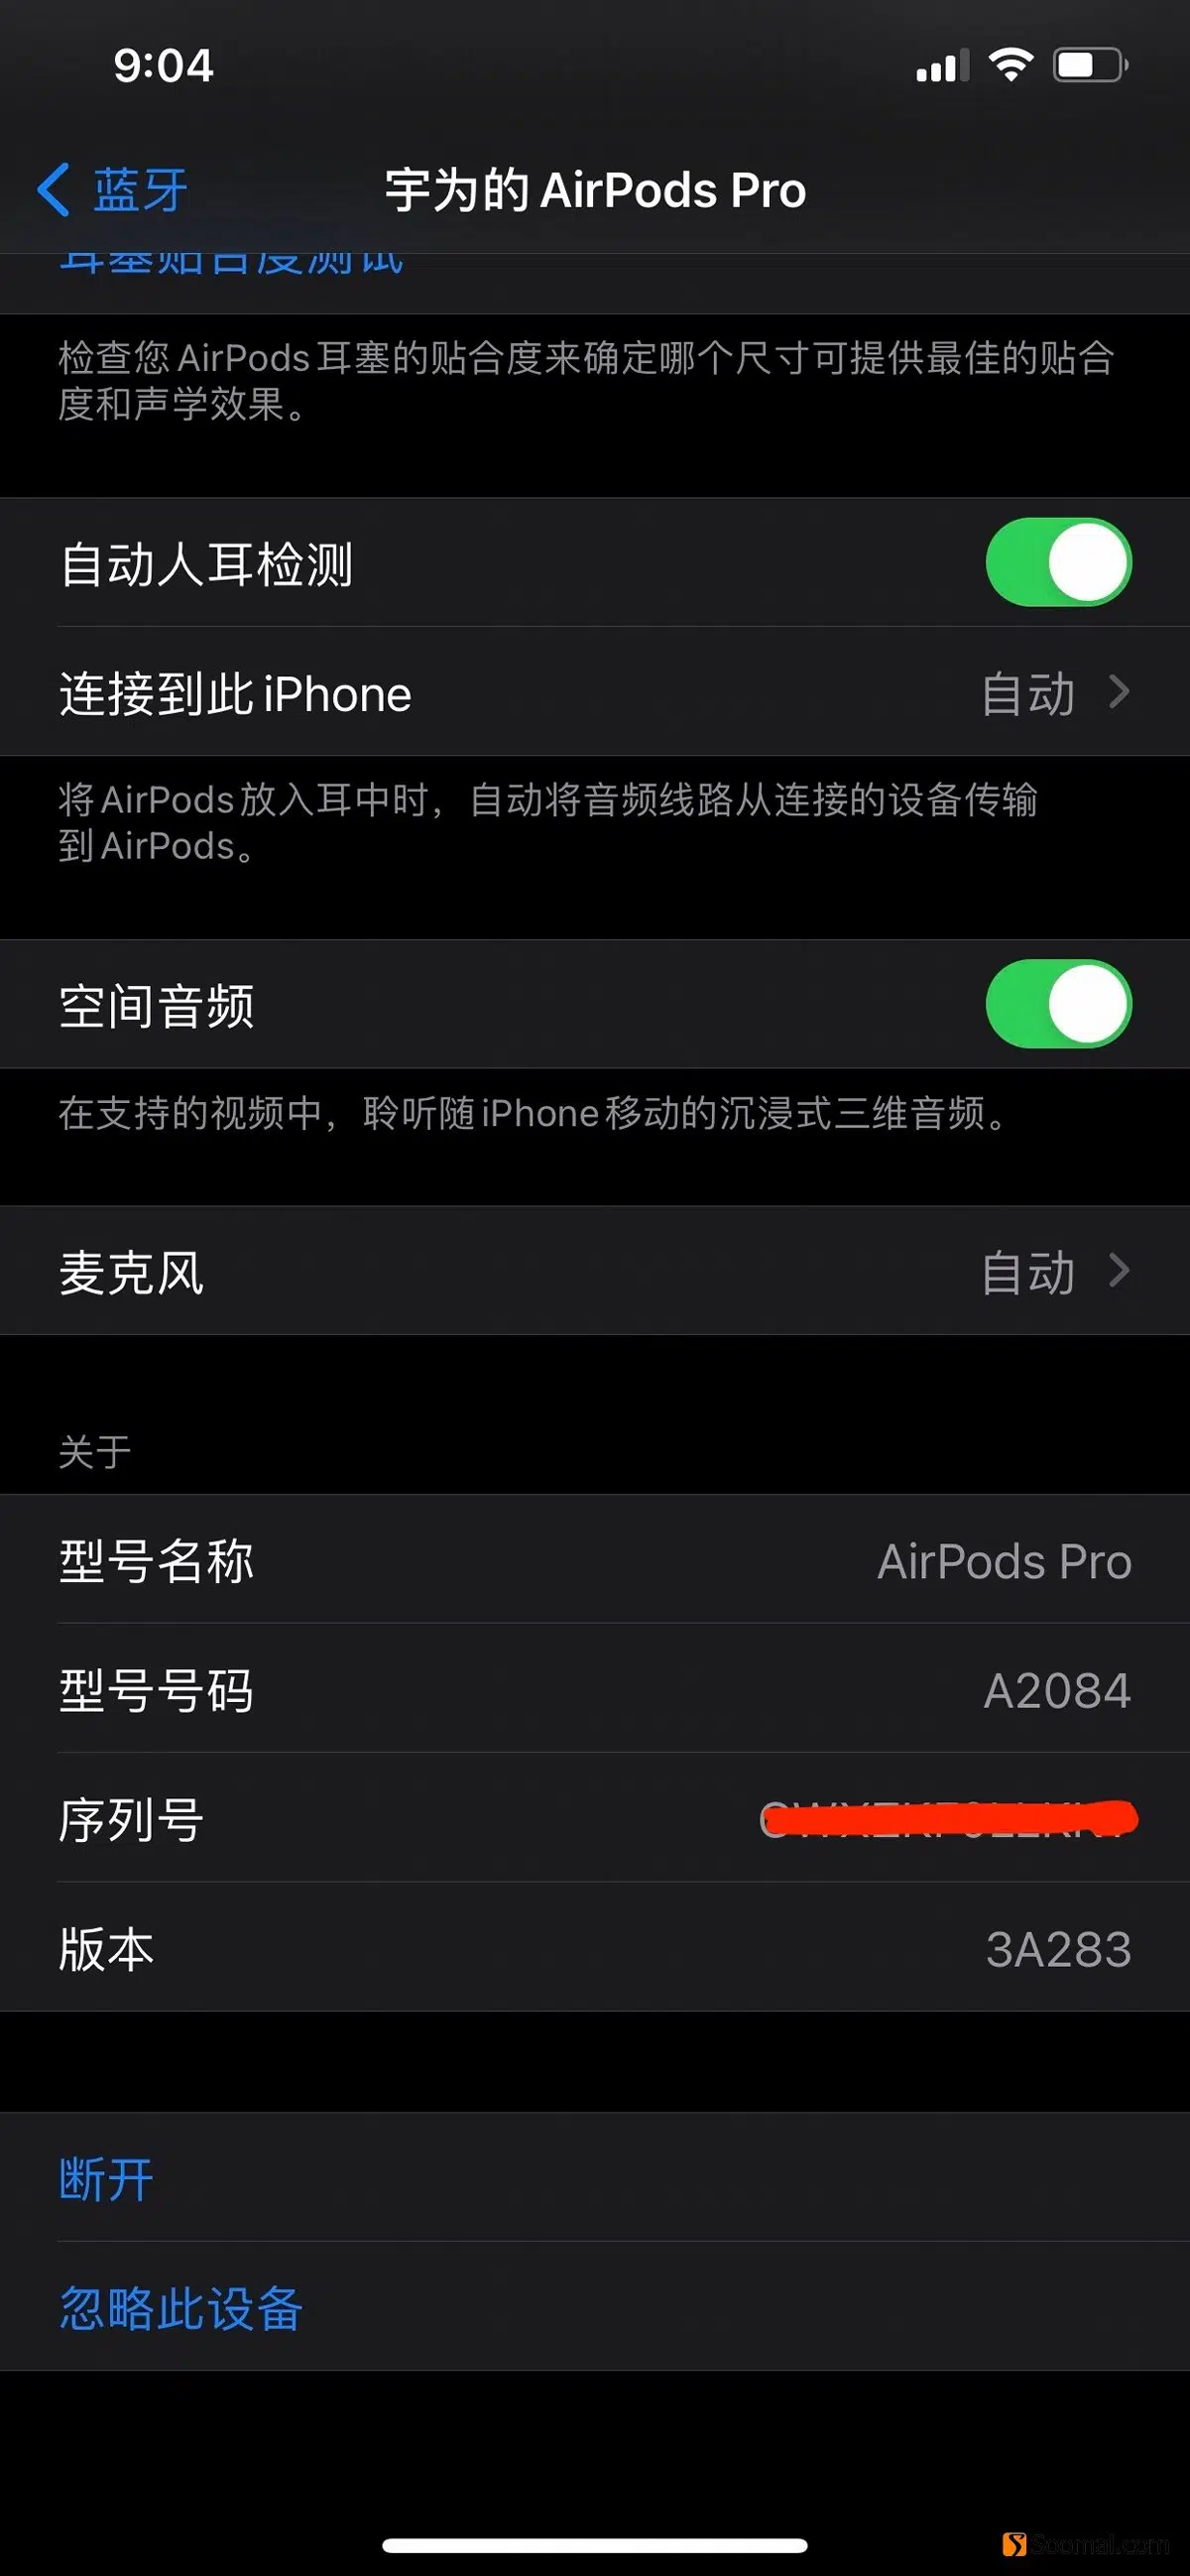 9:04
蓝牙
宇为的 AirPods Pro
耳塞贴合度测试
检查您 AirPods 耳塞的贴合度来确定哪个尺寸可提供最佳的贴合
度和声学效果。
自动人耳检测
连接到此 iPhone 自动
将 AirPods 放入耳中时，自动将音频线路从连接的设备传输
到 AirPods。
空间音频
在支持的视频中，聆听随 iPhone 移动的沉浸式三维音频。
麦克风 自动
关于
型号名称 AirPods Pro
型号号码 A2084
序列号
版本 3A283
断开
忽略此设备
Soomal.com